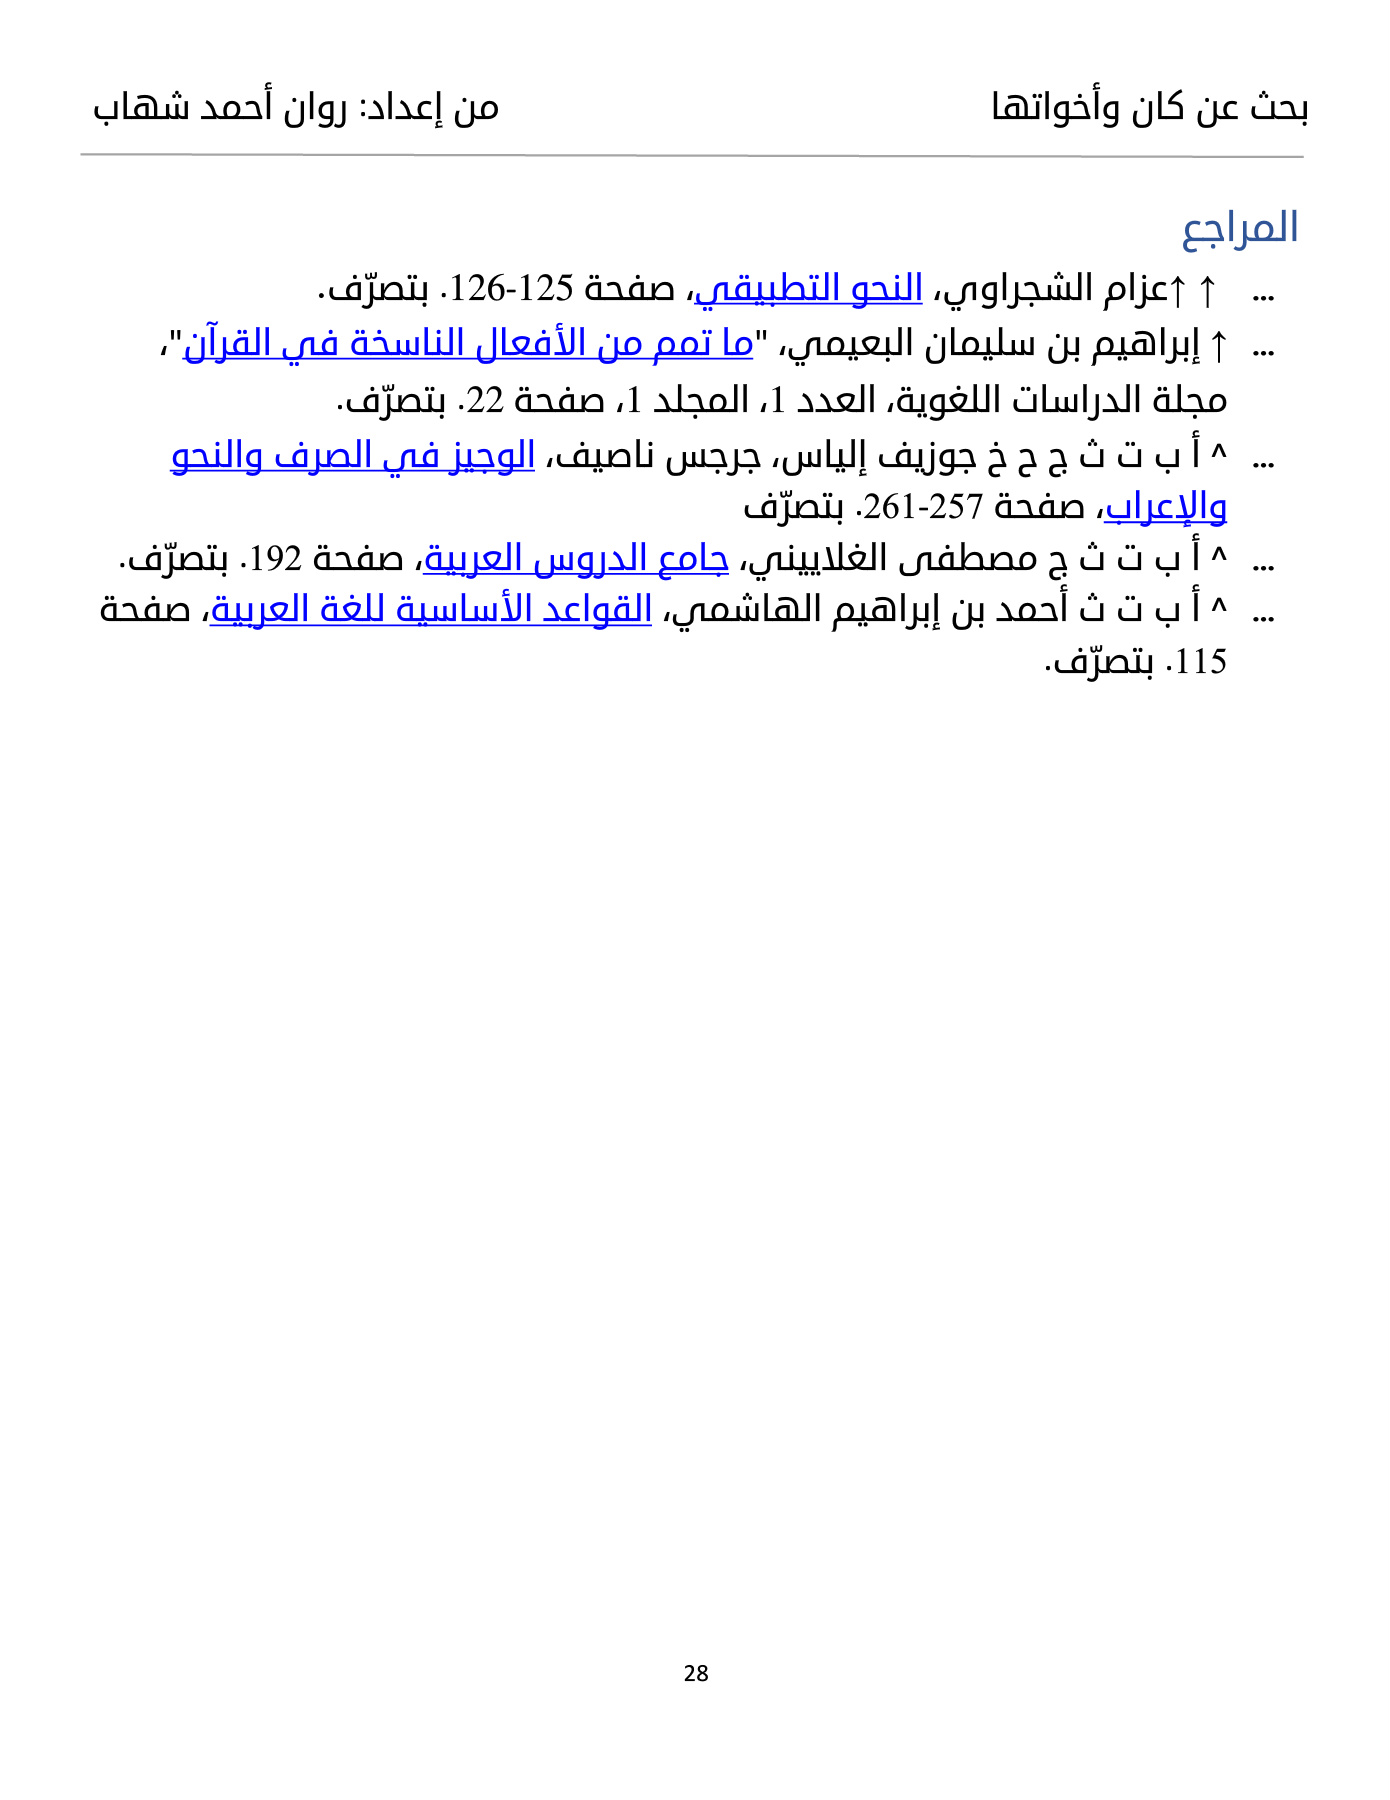 بحث عن كان وأخواتها من إعداد: روان أحمد شهاب
المراجع
... ↑ ↑عزام الشجراوي، النحو التطبيقي، صفحة 125-126. بتصرّف.
... ↑ إبراهيم بن سليمان البعيمي، "ما تمم من الأفعال الناسخة في القرآن"،
مجلة الدراسات اللغوية، العدد 1، المجلد 1، صفحة 22. بتصرّف.
... ^ أ ب ت ث ج ح خ جوزيف إلياس، جرجس ناصيف، الوجيز في الصرف والنحو
والإعراب، صفحة 257-261. بتصرّف
... ^ أ ب ت ث ج مصطفى الغلاييني، جامع الدروس العربية، صفحة 192. بتصرّف.
... ^ أ ب ت ث أحمد بن إبراهيم الهاشمي، القواعد الأساسية للغة العربية، صفحة
115. بتصرّف.
28